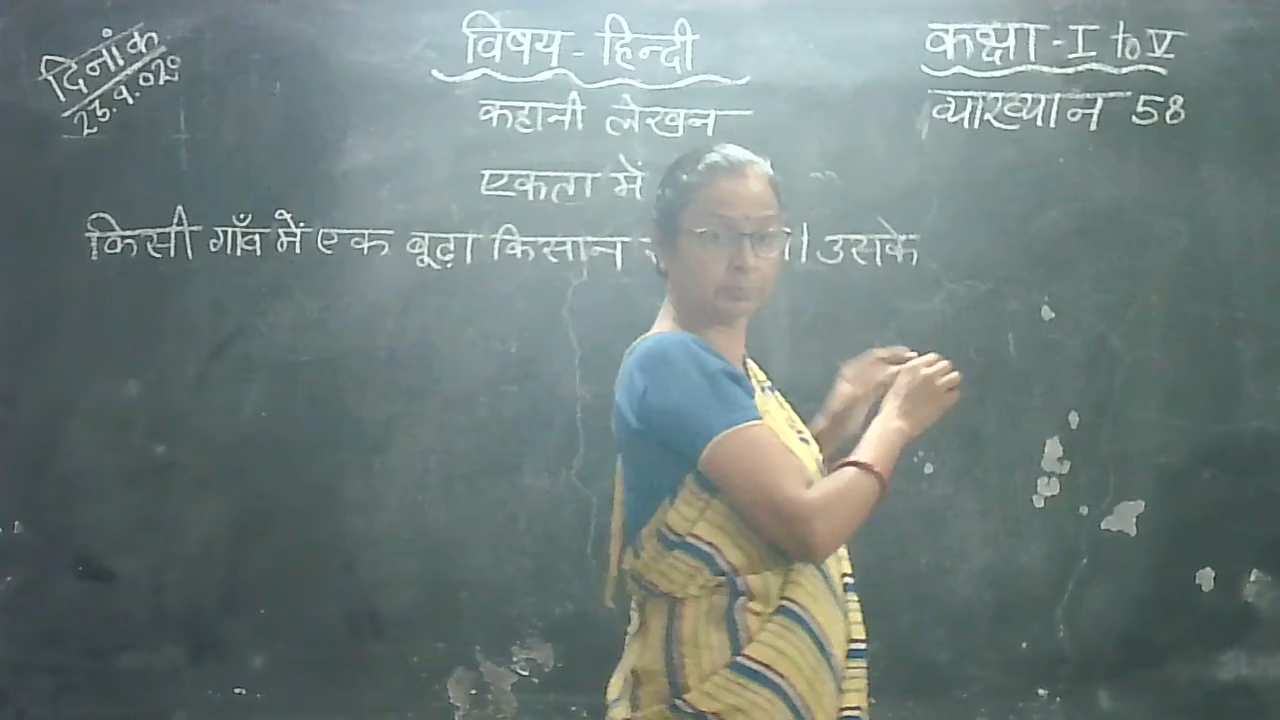 दिनांक
23.9.020
विषय - हिन्दी
कक्षा - I to V
कहानी लेखन
व्याख्यान 58
एकता में
किसी गाँव में एक बूढ़ा किसान । उसके